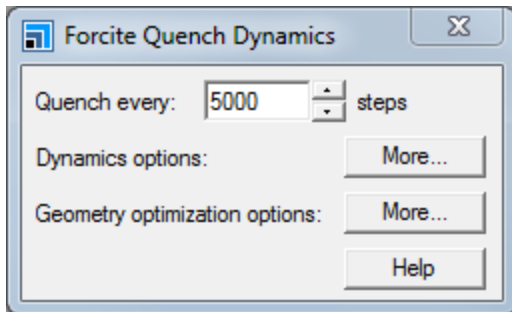 Forcite Quench Dynamics
Quench every: 5000 steps
Dynamics options: More...
Geometry optimization options: More...
Help